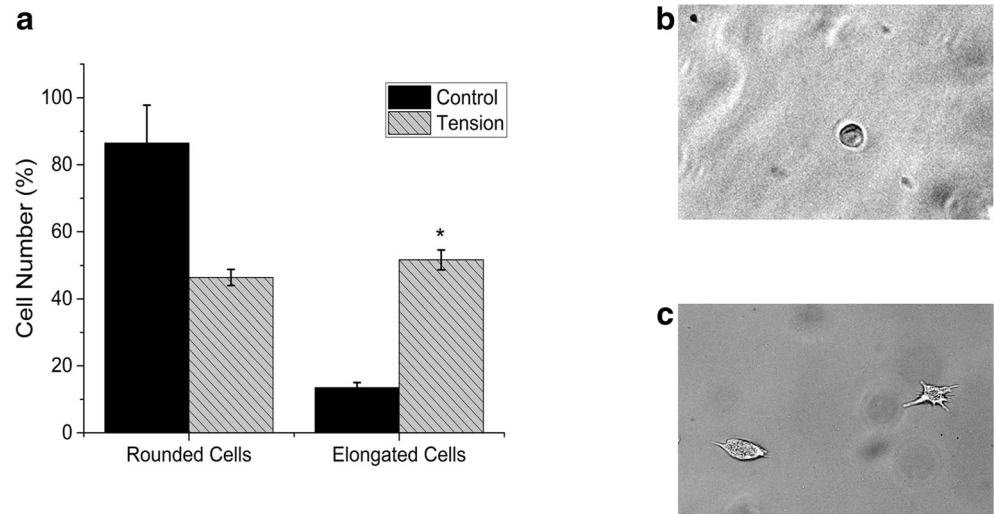 a
Cell Number (%)
100
80
60
40
20
0
Control
Tension
*
Rounded Cells
Elongated Cells
b
c